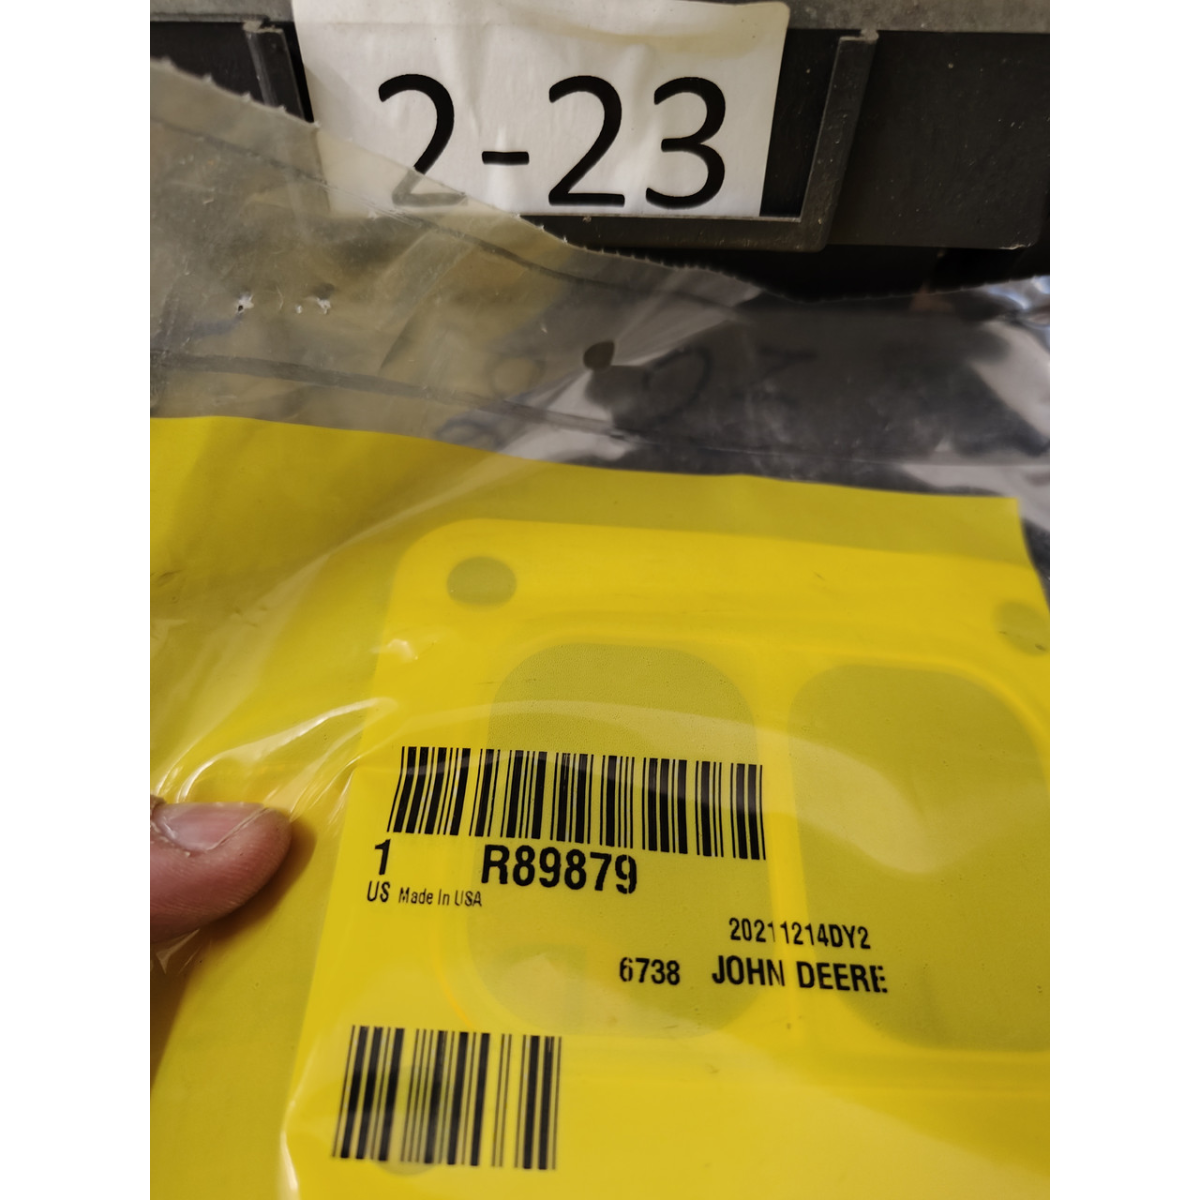 2-23
1 R89879
US Made In USA
20211214DY2
6738 JOHN DEERE